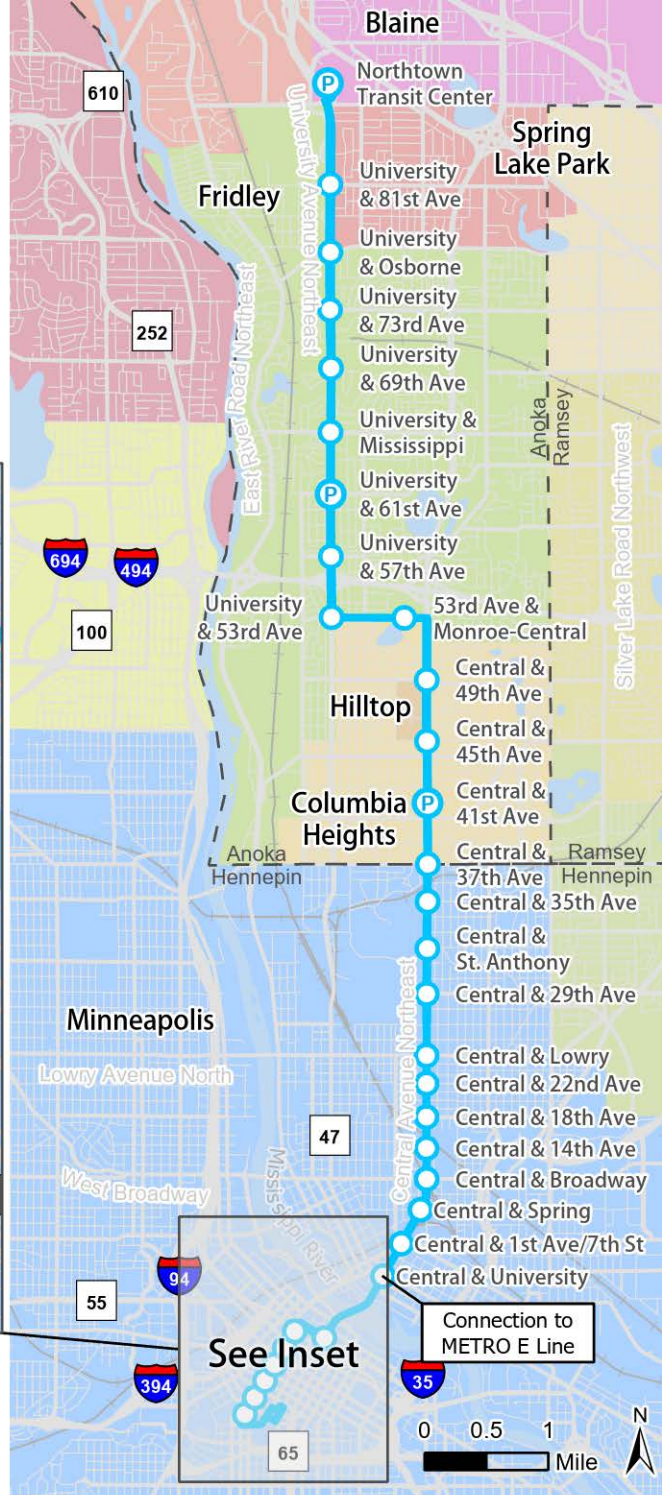 Blaine
Northtown
Transit Center
610
Spring
Lake Park
University
& 81st Ave
Fridley
University Avenue Northeast
University
& Osborne
University
& 73rd Ave
252
East River Road Northeast
University
& 69th Ave
Anoka
Ramsey
University &
Mississippi
University
& 61st Ave
Silver Lake Road Northwest
694
494
University
& 57th Ave
100
University
& 53rd Ave
53rd Ave &
Monroe-Central
Central &
49th Ave
Hilltop
Central &
45th Ave
Columbia
Heights
Central &
41st Ave
Anoka
Hennepin
Central &
37th Ave
Ramsey
Hennepin
Central & 35th Ave
Central &
St. Anthony
Central & 29th Ave
Minneapolis
Central Avenue Northeast
Lowry Avenue North
Central & Lowry
Central & 22nd Ave
Central & 18th Ave
47
Central & 14th Ave
West Broadway
Mississippi River
Central & Broadway
Central & Spring
Central & 1st Ave/7th St
94
Central & University
55
Connection to
METRO E Line
See Inset
394
35
65
P
P
P
0 0.5 1
Mile
N